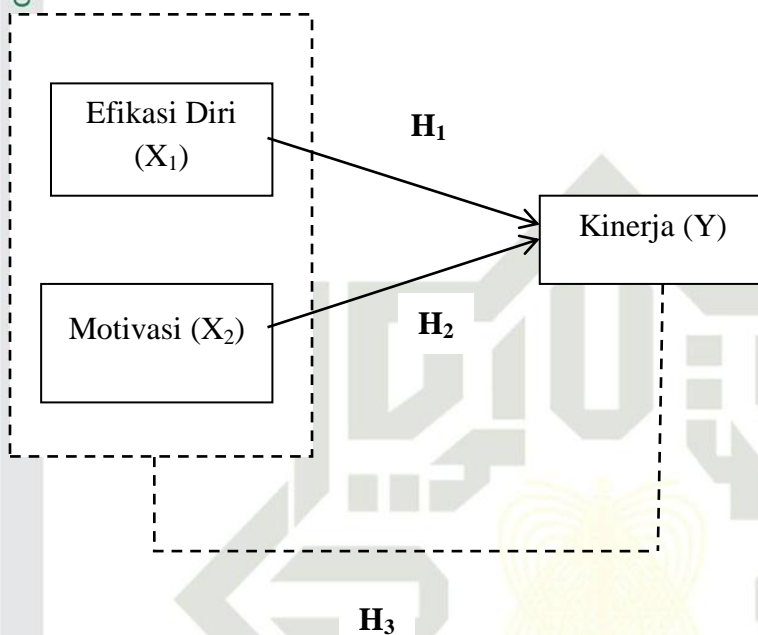 Efikasi Diri
(X₁)
H₁
Kinerja (Y)
Motivasi (X₂)
H₂
H₃